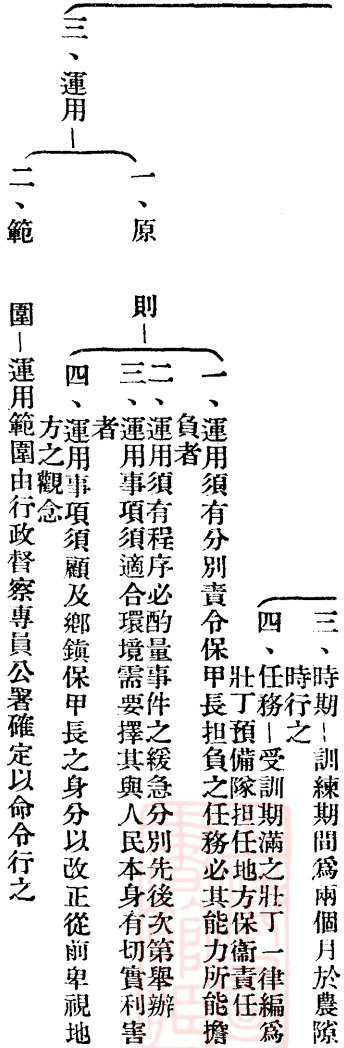 三、時期－訓練期間爲兩個月於農隙
時行之
四、任務－受訓期滿之壯丁一律編爲
壯丁預備隊担任地方保衞責任
三、運用－
一、原　則－
一、運用須有分別責令保甲長担負之任務必其能力所能擔
負者
二、運用須有程序必酌量事件之緩急分別先後次第舉辦
三、運用事項須適合環境需要擇其與人民本身有切實利害
者
四、運用事項須顧及鄉鎮保甲長之身分以改正從前卑視地
方之觀念
二、範　圍－運用範圍由行政督察專員公署確定以命令行之